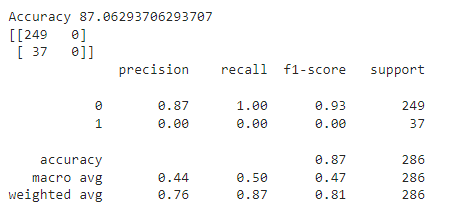 Accuracy 87.06293706293707
[[249   0]
 [ 37   0]]
              precision    recall  f1-score   support

           0       0.87      1.00      0.93       249
           1       0.00      0.00      0.00        37

    accuracy                           0.87       286
   macro avg       0.44      0.50      0.47       286
weighted avg       0.76      0.87      0.81       286